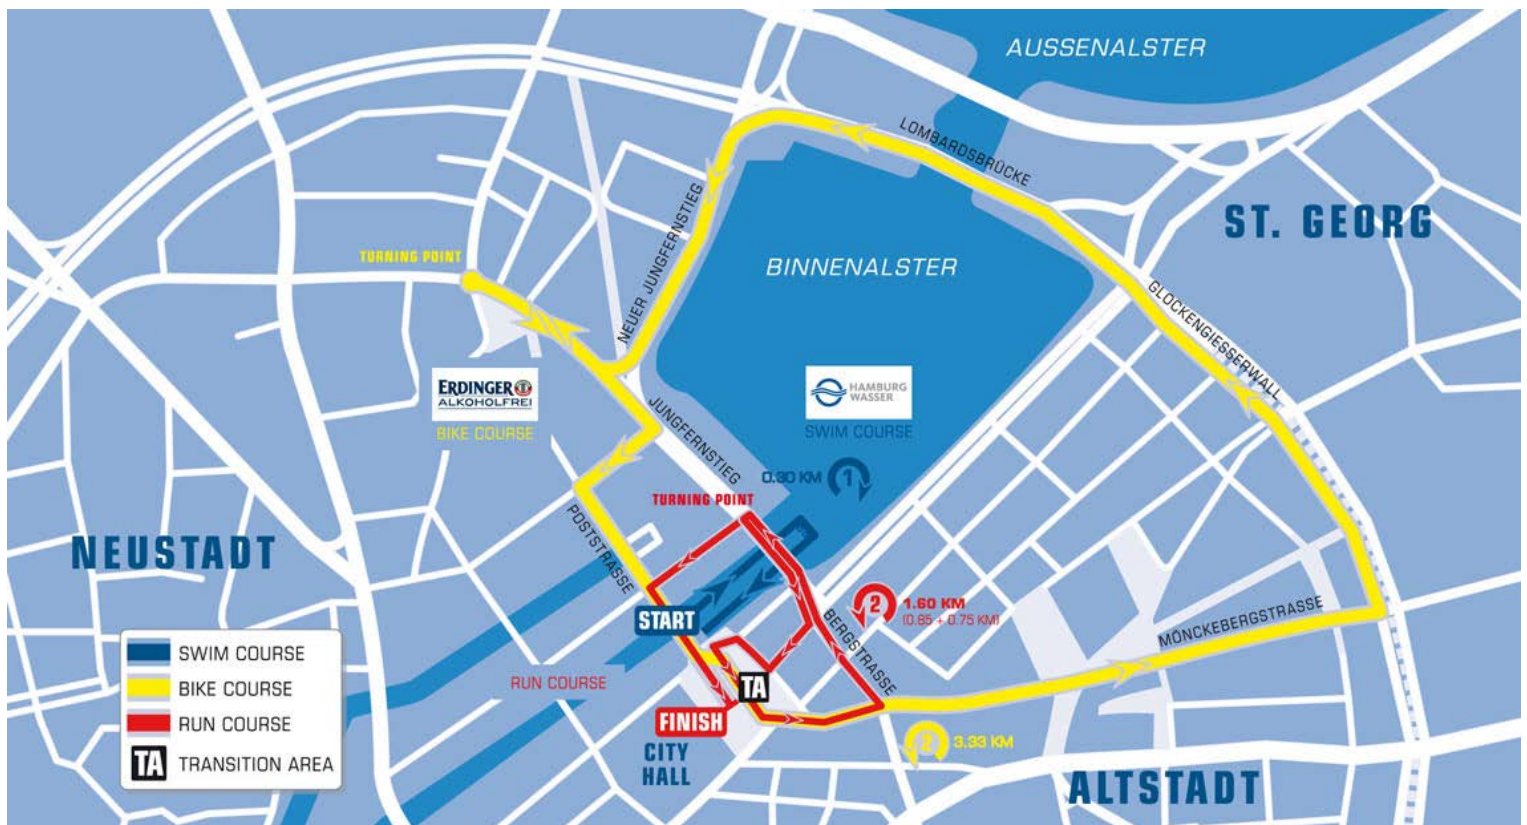 AUSSENALSTER
LOMBARDSBRÜCKE
ST. GEORG
TURNING POINT
NEUER JUNGFERNSTIEG
BINNENALSTER
GLOCKENGIESSERWALL
ERDINGER
ALKOHOLFREI
BIKE COURSE
HAMBURG
WASSER
SWIM COURSE
JUNGFERNSTIEG
0.30 KM
1
TURNING POINT
POSTSTRASSE
NEUSTADT
START
2
1.60 KM
(0.85 + 0.75 KM)
BERGSTRASSE
MÖNCKEBERGSTRASSE
RUN COURSE
TA
FINISH
CITY
HALL
2
3.33 KM
ALTSTADT
SWIM COURSE
BIKE COURSE
RUN COURSE
TA TRANSITION AREA